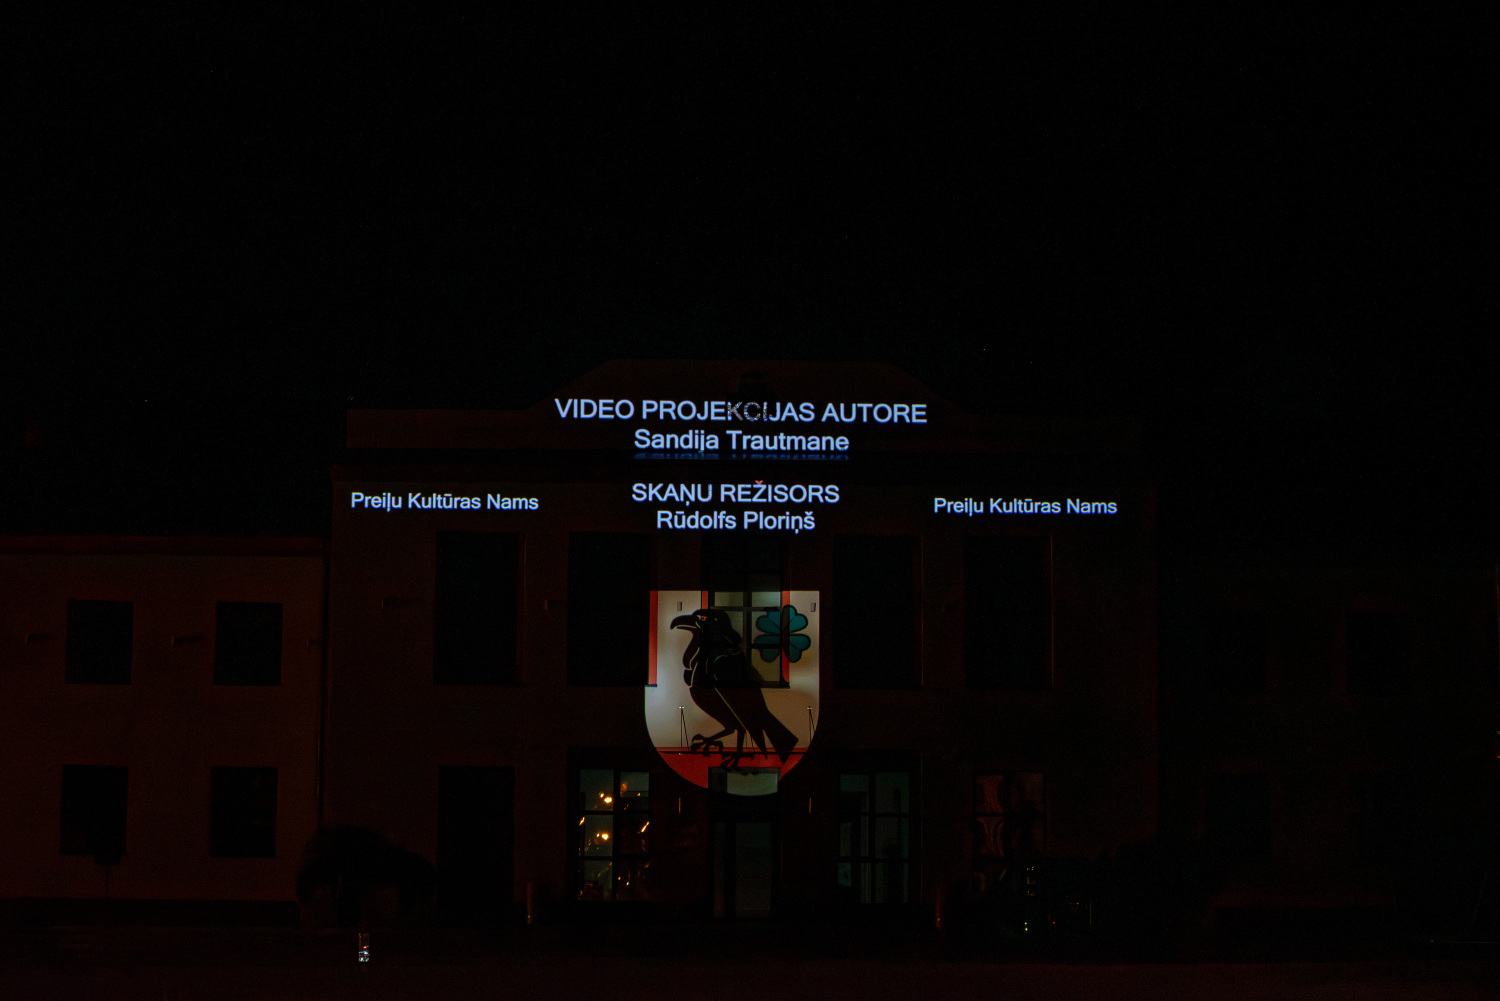 VIDEO PROJEKCIJAS AUTORE
Sandija Trautmane
Preiļu Kultūras Nams
SKAŅU REŽISORS
Rūdolfs Ploriņš
Preiļu Kultūras Nams